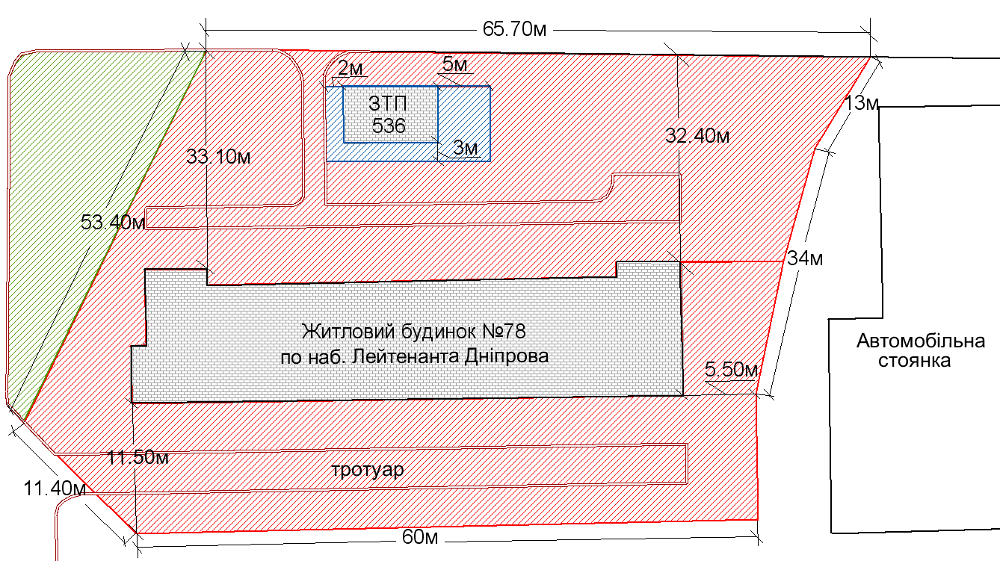 65.70м
2м
5м
ЗТП
536
13м
32.40м
3м
33.10м
53.40м
34м
Житловий будинок №78
по наб. Лейтенанта Дніпрова
Автомобільна
стоянка
5.50м
11.50м
тротуар
11.40м
60м